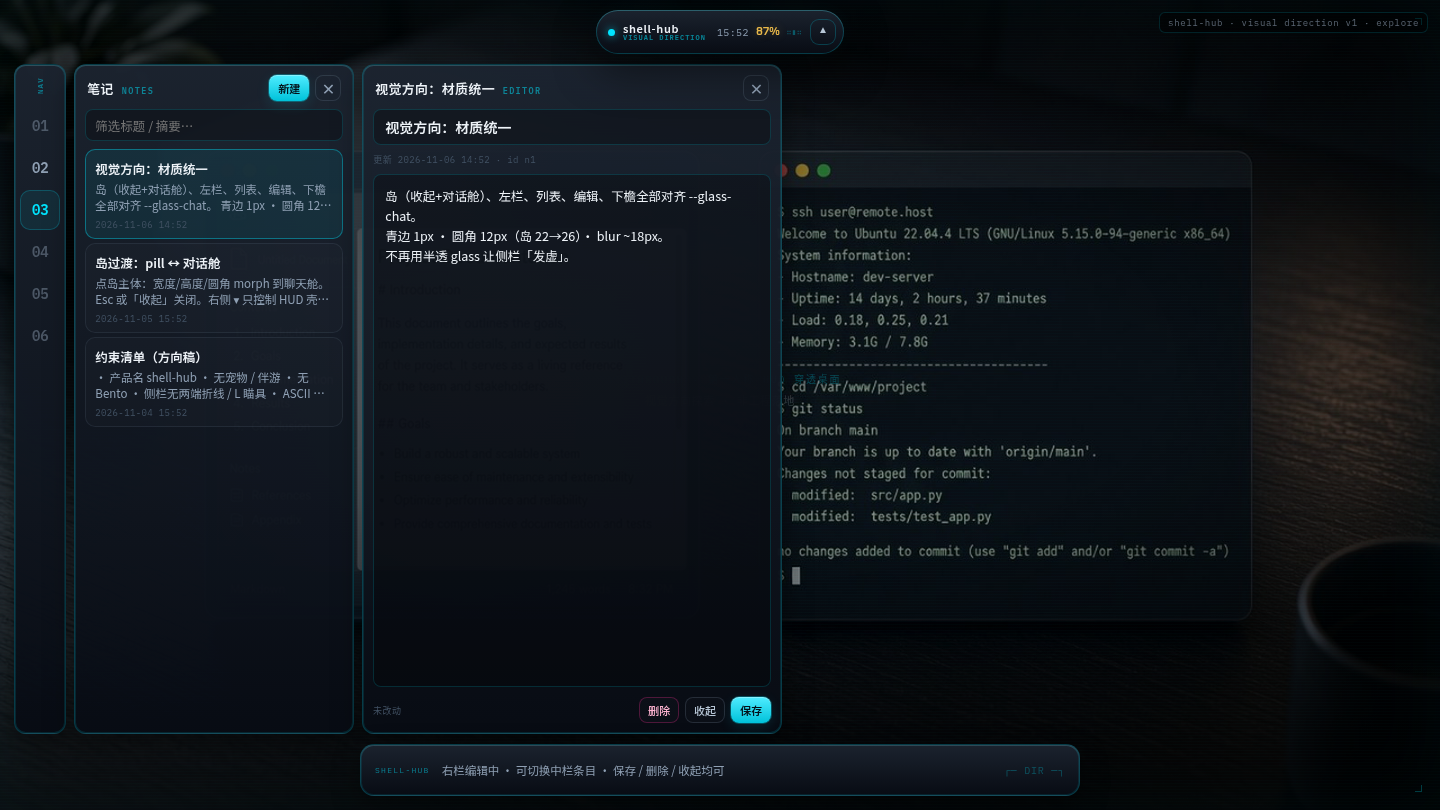 shell-hub
VISUAL DIRECTION
15:52
87%
▲
shell-hub · visual direction v1 · explore
NAV
01
02
03
04
05
06
笔记 NOTES
新建
筛选标题 / 摘要…
视觉方向：材质统一
岛（收起+对话舱）、左栏、列表、编辑、下檐
全部对齐 --glass-chat。 青边 1px · 圆角 12…
2026-11-06 14:52
岛过渡：pill ↔ 对话舱
点岛主体：宽度/高度/圆角 morph 到聊天舱。
Esc 或「收起」关闭。右侧 ▾ 只控制 HUD 壳…
2026-11-05 15:52
约束清单（方向稿）
· 产品名 shell-hub · 无宠物 / 伴游 · 无
Bento · 侧栏无两端折线 / L 瞄具 · ASCII …
2026-11-04 15:52
视觉方向：材质统一 EDITOR
视觉方向：材质统一
更新 2026-11-06 14:52 · id n1
岛（收起+对话舱）、左栏、列表、编辑、下檐全部对齐 --glass-
chat。
青边 1px · 圆角 12px（岛 22→26）· blur ~18px。
不再用半透 glass 让侧栏「发虚」。
未改动
删除
收起
保存
$ ssh user@remote.host
Welcome to Ubuntu 22.04.4 LTS (GNU/Linux 5.15.0-94-generic x86_64)
System information:
- Hostname: dev-server
- Uptime: 14 days, 2 hours, 37 minutes
- Load: 0.18, 0.25, 0.21
- Memory: 3.1G / 7.8G
$ cd /var/www/project
$ git status
On branch main
Your branch is up to date with 'origin/main'.
Changes not staged for commit:
modified: src/app.py
modified: tests/test_app.py
no changes added to commit (use "git add" and/or "git commit -a")
$
SHELL-HUB
右栏编辑中 · 可切换中栏条目 · 保存 / 删除 / 收起均可
┌─ DIR ─┐